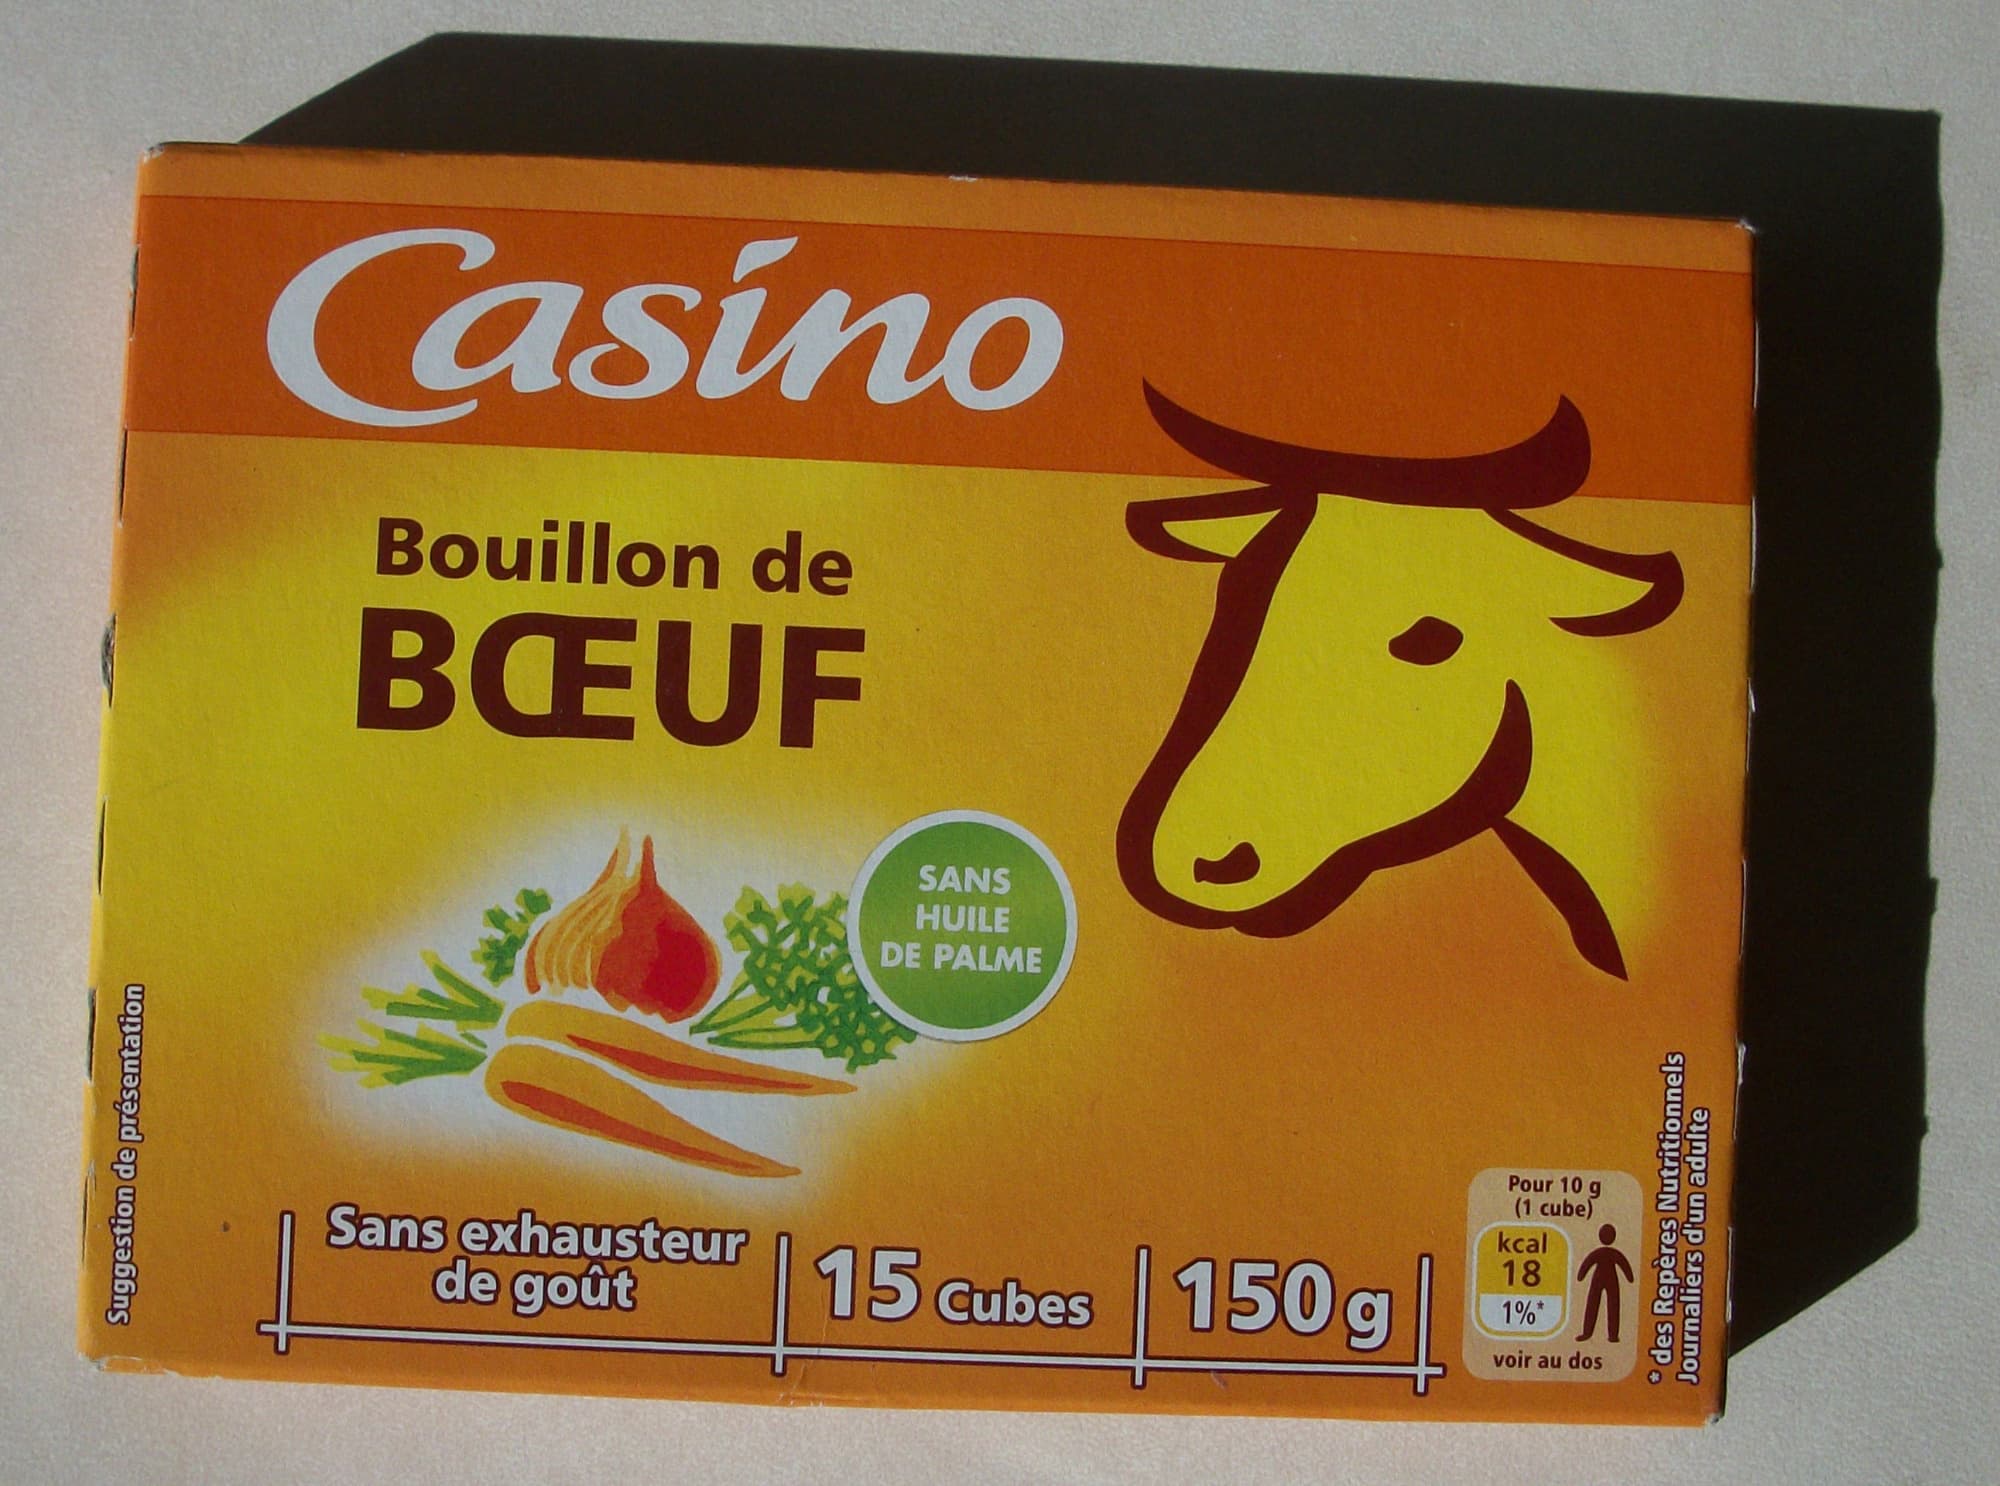 Casino
Bouillon de
BŒUF
SANS
HUILE
DE PALME
Suggestion de présentation
Sans exhausteur
de goût
15 Cubes
150 g
Pour 10 g
(1 cube)
kcal
18
1%*
voir au dos
* des Repères Nutritionnels
Journaliers d'un adulte